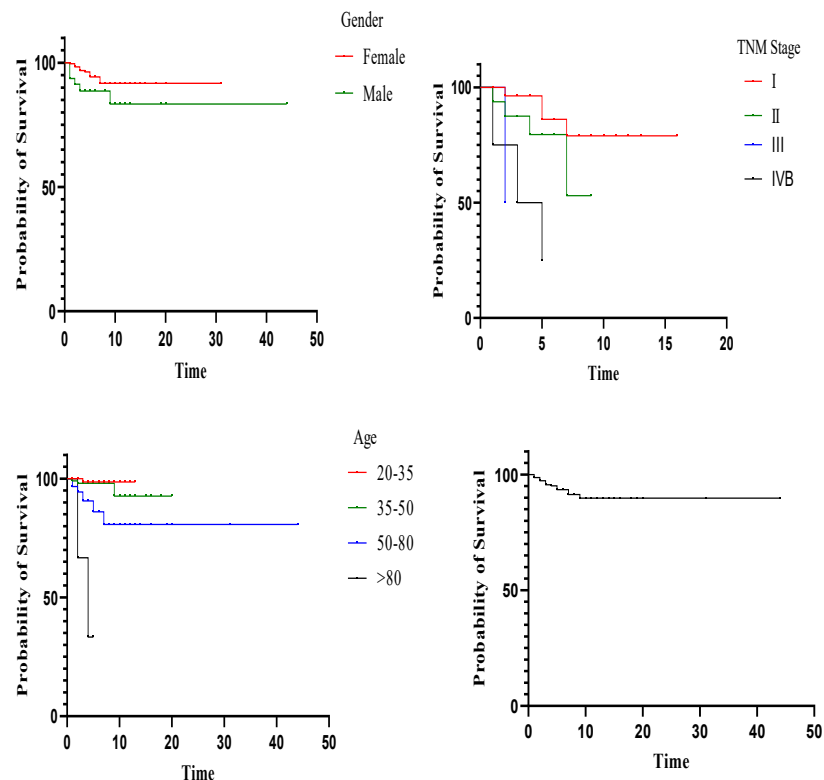 Gender
Female
Male
Probability of Survival
100
50
0
0 10 20 30 40 50
Time
TNM Stage
I
II
III
IVB
Probability of Survival
100
50
0
0 5 10 15 20
Time
Age
20-35
35-50
50-80
>80
Probability of Survival
100
50
0
0 10 20 30 40 50
Time
Probability of Survival
100
50
0
0 10 20 30 40 50
Time